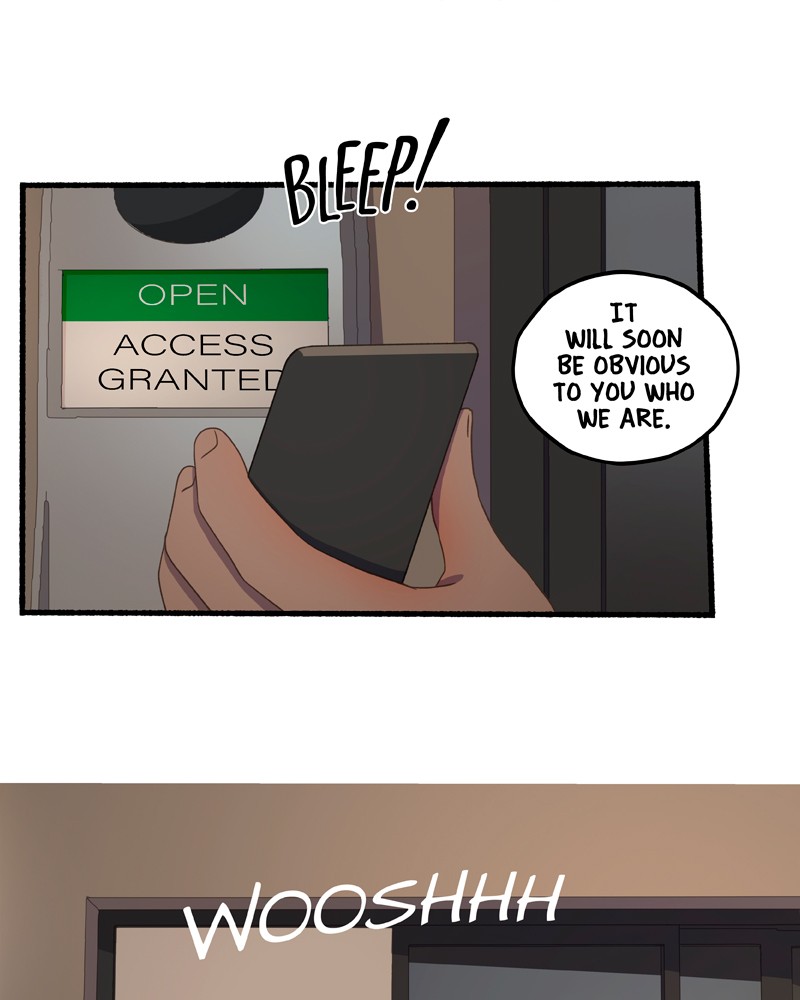 BLEEP!
OPEN
ACCESS
GRANTED
IT
WILL SOON
BE OBVIOUS
TO YOU WHO
WE ARE.
WOOSHHH